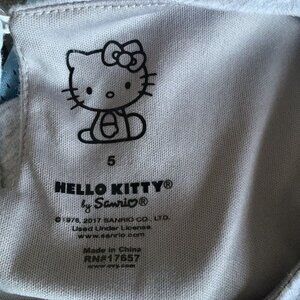 5
HELLO KITTY®
by Sanrio®
©1976, 2017 SANRIO CO., LTD.
Used Under License.
www.sanrio.com
Made in China
RN#17657